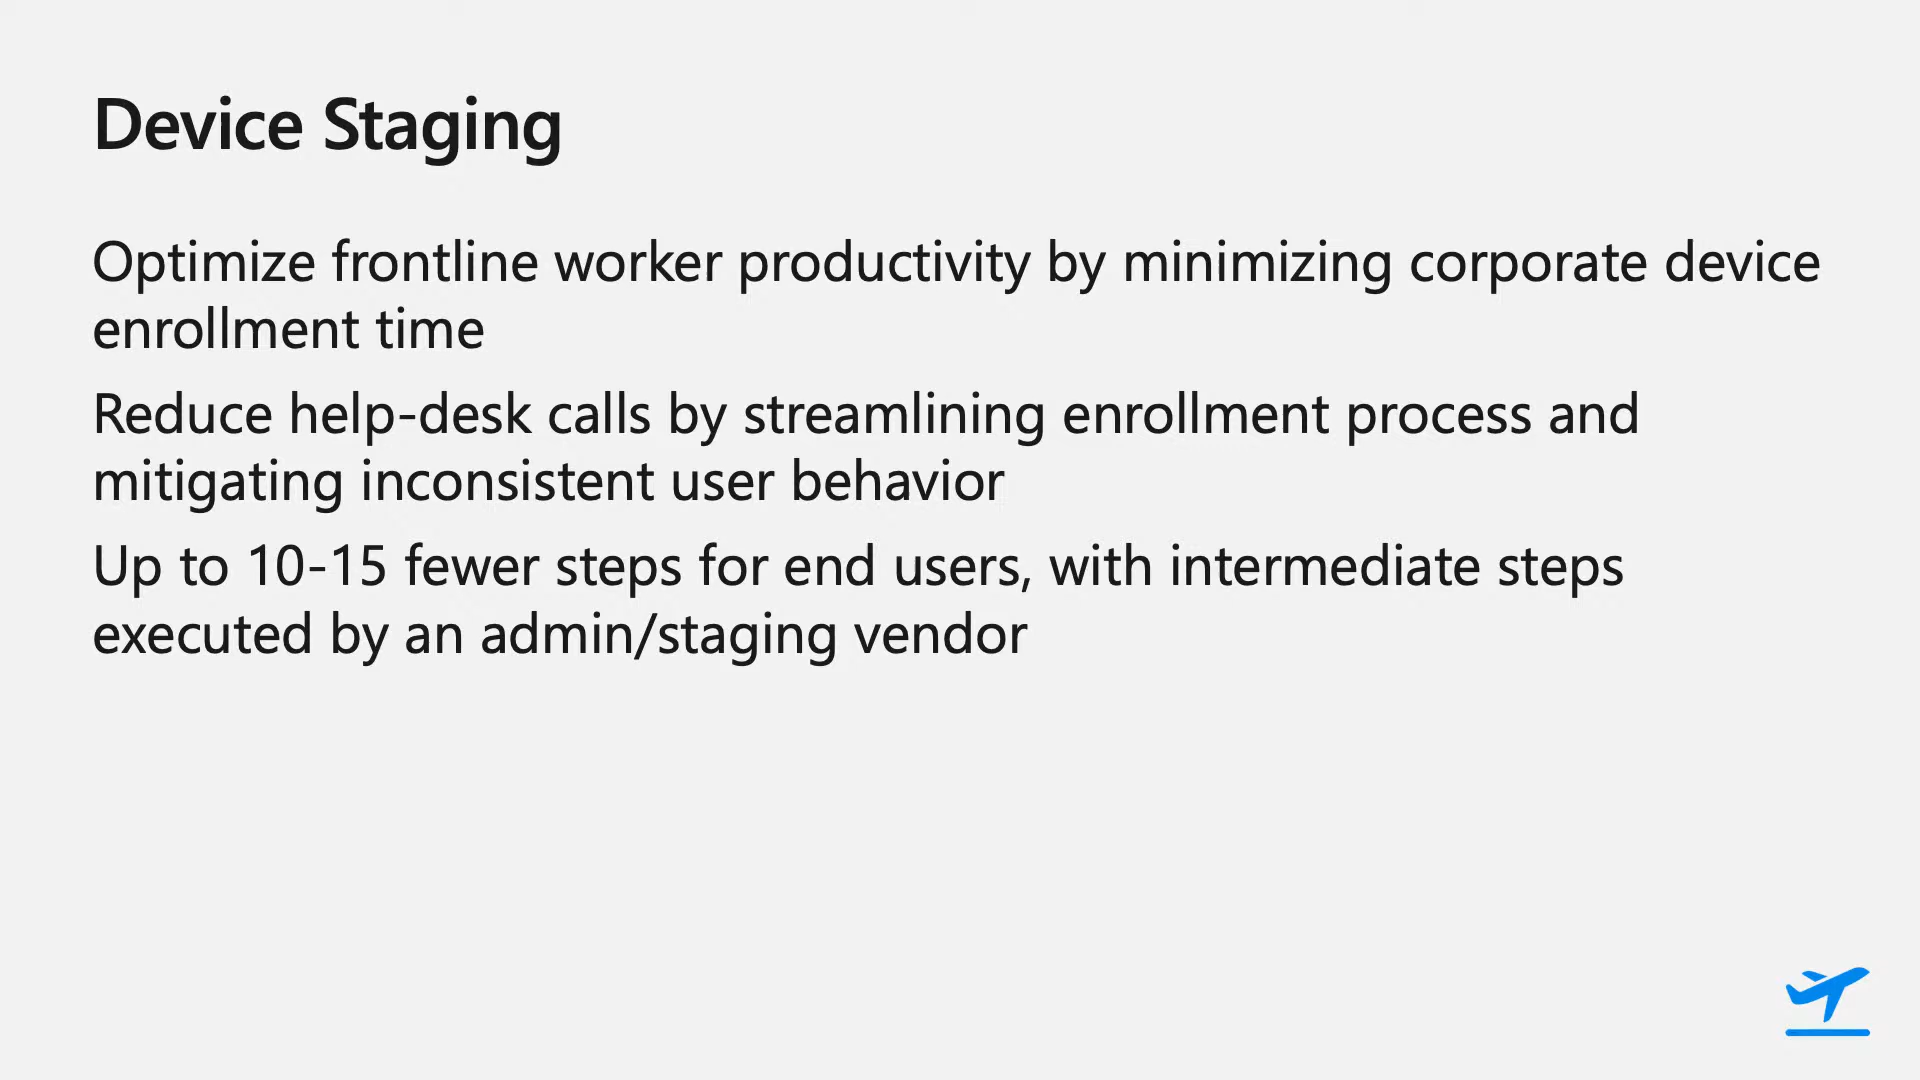 Device Staging
Optimize frontline worker productivity by minimizing corporate device
enrollment time
Reduce help-desk calls by streamlining enrollment process and
mitigating inconsistent user behavior
Up to 10-15 fewer steps for end users, with intermediate steps
executed by an admin/staging vendor